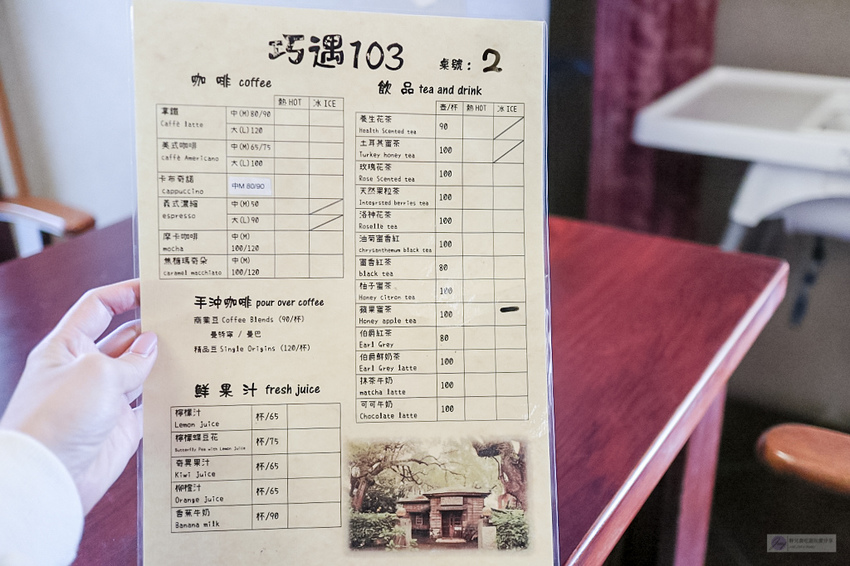 巧遇103
桌號： 2
咖 啡 coffee
熱 HOT 冰 ICE
拿鐵 中(M)80/90
Caffè latte 大(L)120
美式咖啡 中(M)65/75
caffè Americano 大(L)100
卡布奇諾 中M 80/90
cappuccino
義式濃縮 中(M)50
espresso 大(L)90
摩卡咖啡 中(M)
mocha 100/120
焦糖瑪奇朵 中(M)
caramel macchiato 100/120
手沖咖啡 pour over coffee
商業豆Coffee Blends (90/杯)
曼特寧 / 曼巴
精品豆Single Origins (120/杯)
鮮 果 汁 fresh juice
檸檬汁 杯/65
Lemon juice
檸檬蝶豆花 杯/75
Butterfly Pea with Lemon juice
奇異果汁 杯/65
Kiwi juice
柳橙汁 杯/65
Orange juice
香蕉牛奶 杯/90
Banana milk
飲 品 tea and drink
壺/杯 熱 HOT 冰 ICE
養生花茶 90
Health Scented tea
土耳其蜜茶 100
Turkey honey tea
玫瑰花茶 100
Rose Scented tea
天然果粒茶 100
Integrated berries tea
洛神花茶 100
Roselle tea
油菊蜜香紅 100
chrysanthemum black tea
蜜香紅茶 80
black tea
柚子蜜茶 100
Honey citron tea
蘋果蜜茶 100
Honey apple tea
伯爵紅茶 80
Earl Grey
伯爵鮮奶茶 100
Earl Grey latte
抹茶牛奶 100
matcha latte
可可牛奶 100
Chocolate latte